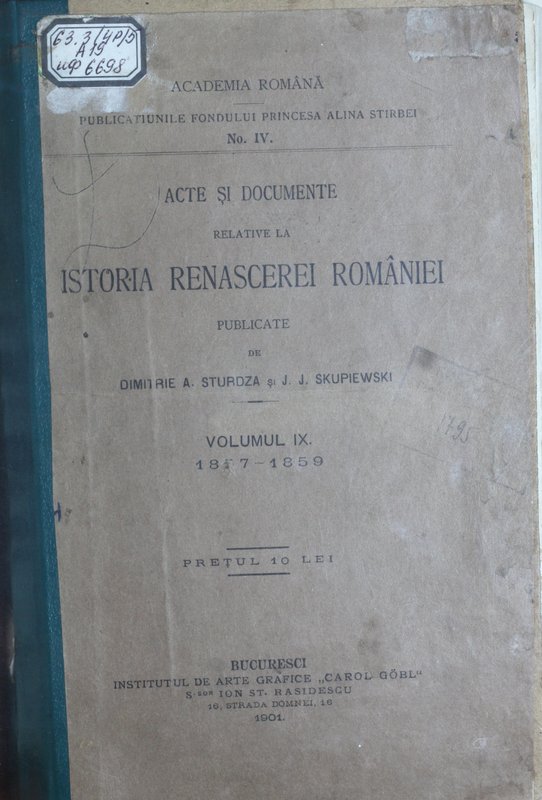 63.3/4Р/5
А19
иф 6698
ACADEMIA ROMÂNĂ
PUBLICATIUNILE FONDULUI PRINCESA ALINA STIRBEI
No. IV.
ACTE ȘI DOCUMENTE
RELATIVE LA
ISTORIA RENASCEREI ROMÂNIEI
PUBLICATE
DE
DIMITRIE A. STURDZA ȘI J. J. SKUPIEWSKI
VOLUMUL IX.
1857–1859
1795
PREȚUL 10 LEI
BUCURESCI
INSTITUTUL DE ARTE GRAFICE „CAROL GÖBL“
S-SOR ION ST. RASIDESCU
16, STRADA DOMNEI, 16
1901.